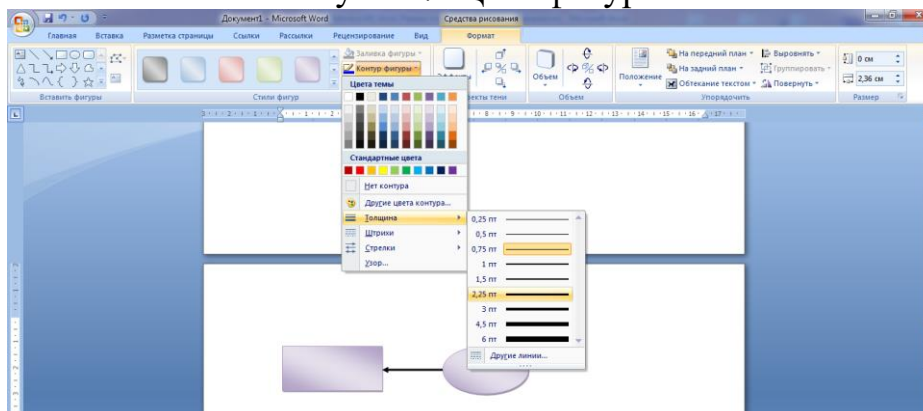 Документ1 - Microsoft Word
Средства рисования
Главная
Вставка
Разметка страницы
Ссылки
Рассылки
Рецензирование
Вид
Формат
Вставить фигуры
Стили фигур
Заливка фигуры
Контур фигуры
Объем
Объем
Положение
На передний план
На задний план
Обтекание текстом
Выровнять
Группировать
Повернуть
Упорядочить
0 см
2,36 см
Размер
Цвета темы
Стандартные цвета
Нет контура
Другие цвета контура...
Толщина
Штрихи
Стрелки
Узор...
0,25 пт
0,5 пт
0,75 пт
1 пт
1,5 пт
2,25 пт
3 пт
4,5 пт
6 пт
Другие линии...